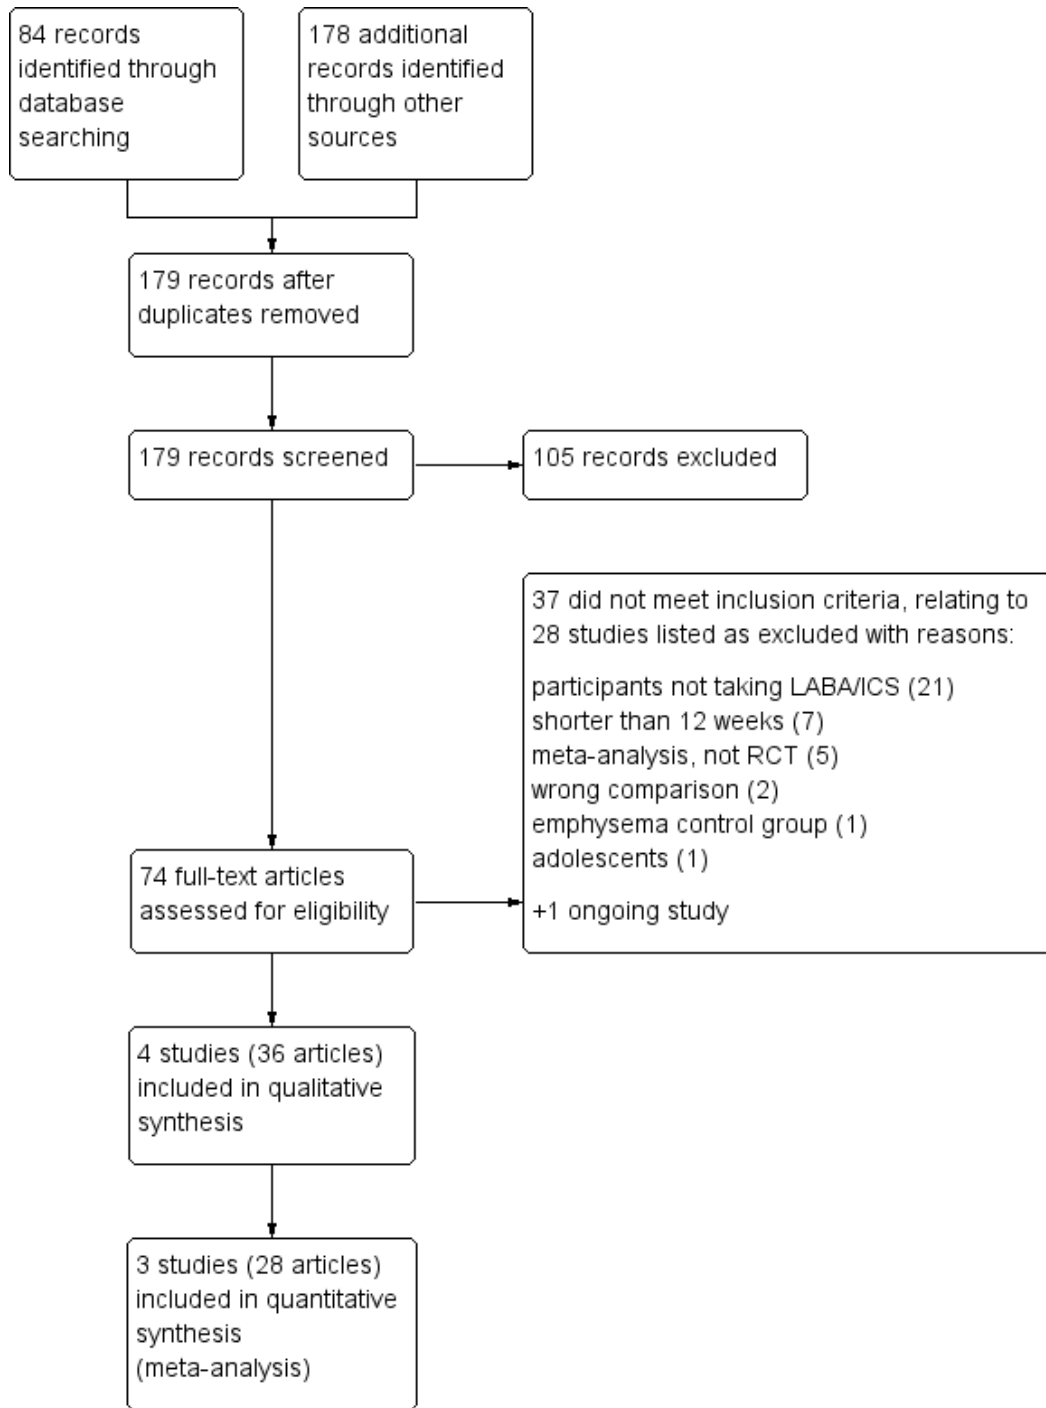 84 records
identified through
database
searching
178 additional
records identified
through other
sources
179 records after
duplicates removed
179 records screened
105 records excluded
37 did not meet inclusion criteria, relating to
28 studies listed as excluded with reasons:
participants not taking LABA/ICS (21)
shorter than 12 weeks (7)
meta-analysis, not RCT (5)
wrong comparison (2)
emphysema control group (1)
adolescents (1)
+1 ongoing study
74 full-text articles
assessed for eligibility
4 studies (36 articles)
included in qualitative
synthesis
3 studies (28 articles)
included in quantitative
synthesis
(meta-analysis)